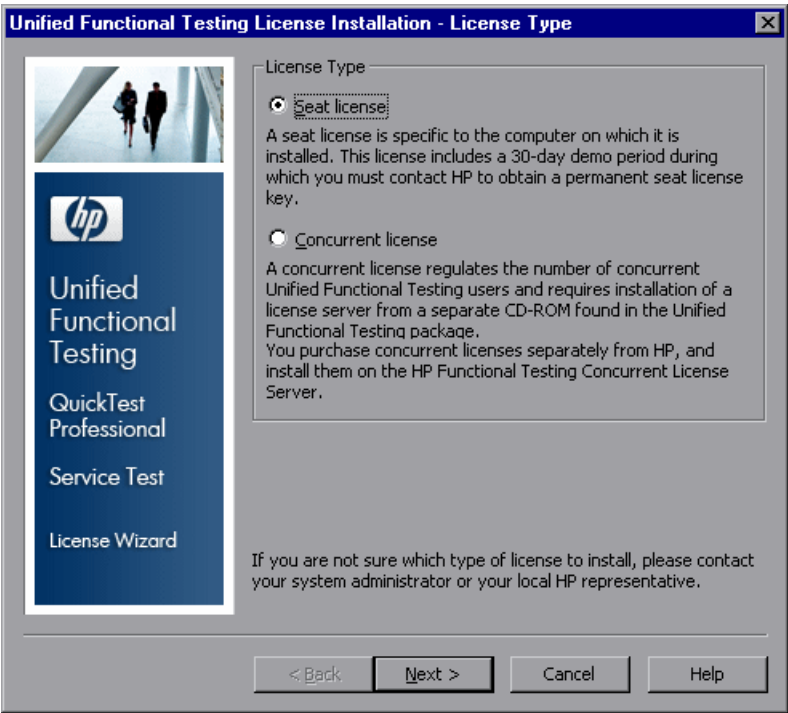 Unified Functional Testing License Installation - License Type
hp
Unified
Functional
Testing
QuickTest
Professional
Service Test
License Wizard
License Type
Seat license
A seat license is specific to the computer on which it is
installed. This license includes a 30-day demo period during
which you must contact HP to obtain a permanent seat license
key.
Concurrent license
A concurrent license regulates the number of concurrent
Unified Functional Testing users and requires installation of a
license server from a separate CD-ROM found in the Unified
Functional Testing package.
You purchase concurrent licenses separately from HP, and
install them on the HP Functional Testing Concurrent License
Server.
If you are not sure which type of license to install, please contact
your system administrator or your local HP representative.
< Back
Next >
Cancel
Help